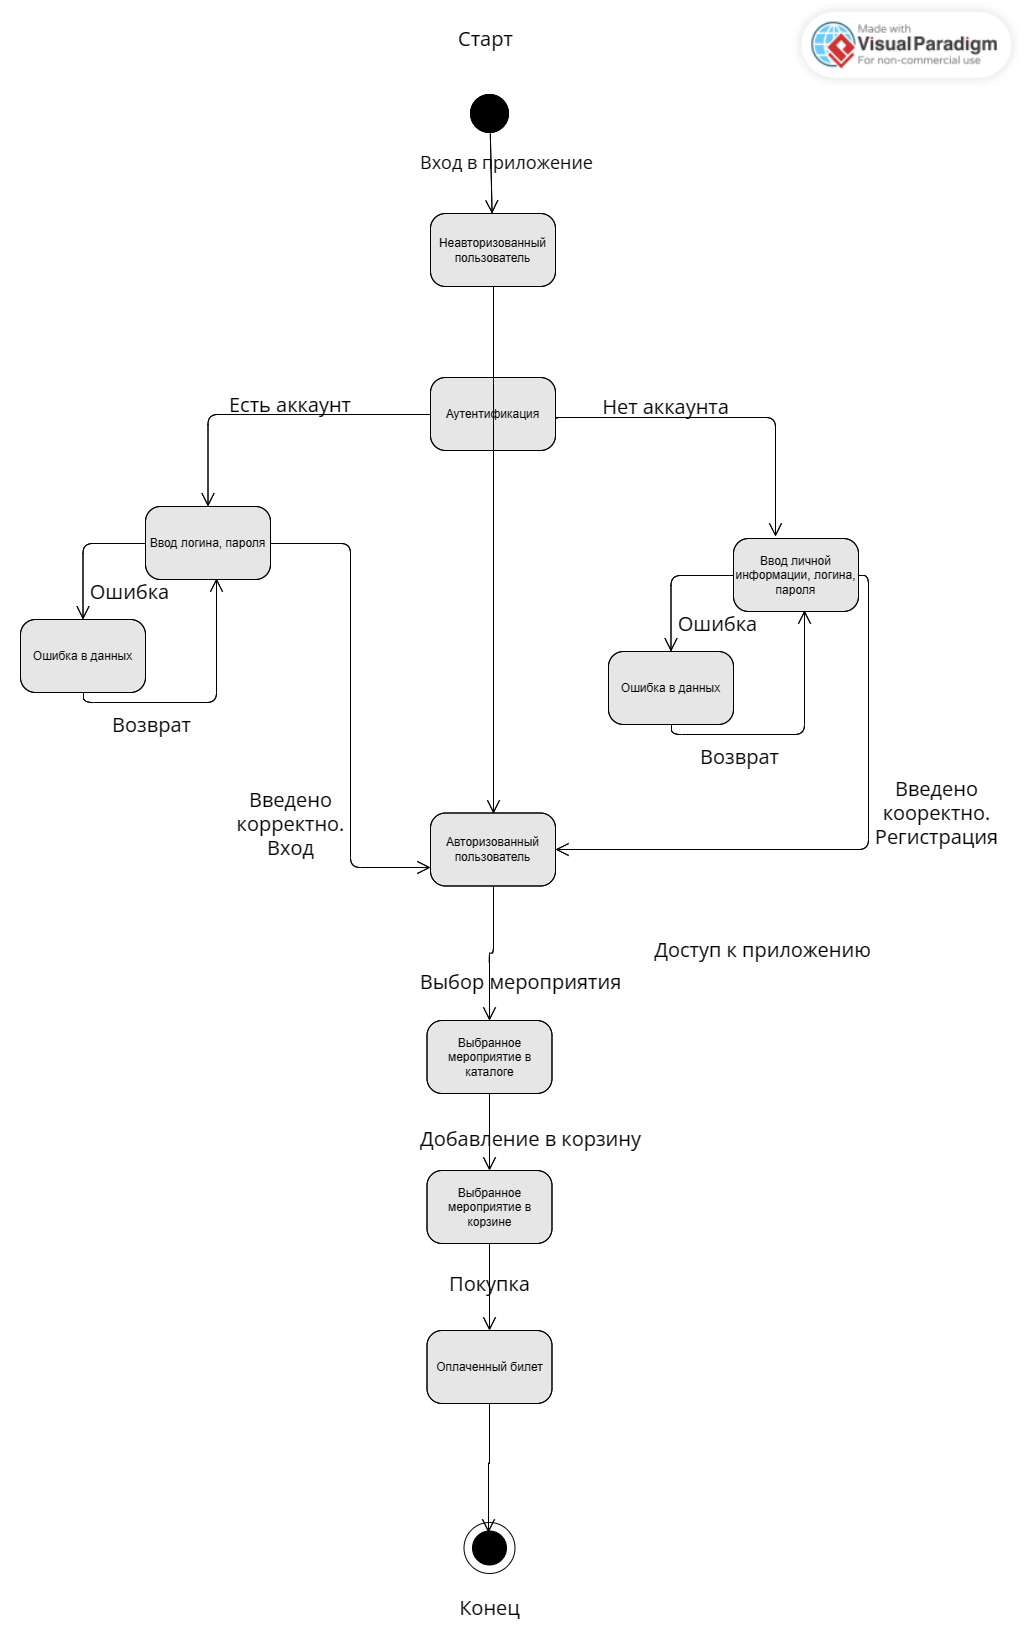 Старт
Made with
VisualParadigm
For non-commercial use
Вход в приложение
Неавторизованный
пользователь
Есть аккаунт
Аутентификация
Нет аккаунта
Ввод логина, пароля
Ввод личной
информации, логина,
пароля
Ошибка
Ошибка
Ошибка в данных
Ошибка в данных
Возврат
Возврат
Введено
корректно.
Вход
Введено
кооректно.
Регистрация
Авторизованный
пользователь
Доступ к приложению
Выбор мероприятия
Выбранное
мероприятие в
каталоге
Добавление в корзину
Выбранное
мероприятие в
корзине
Покупка
Оплаченный билет
Конец